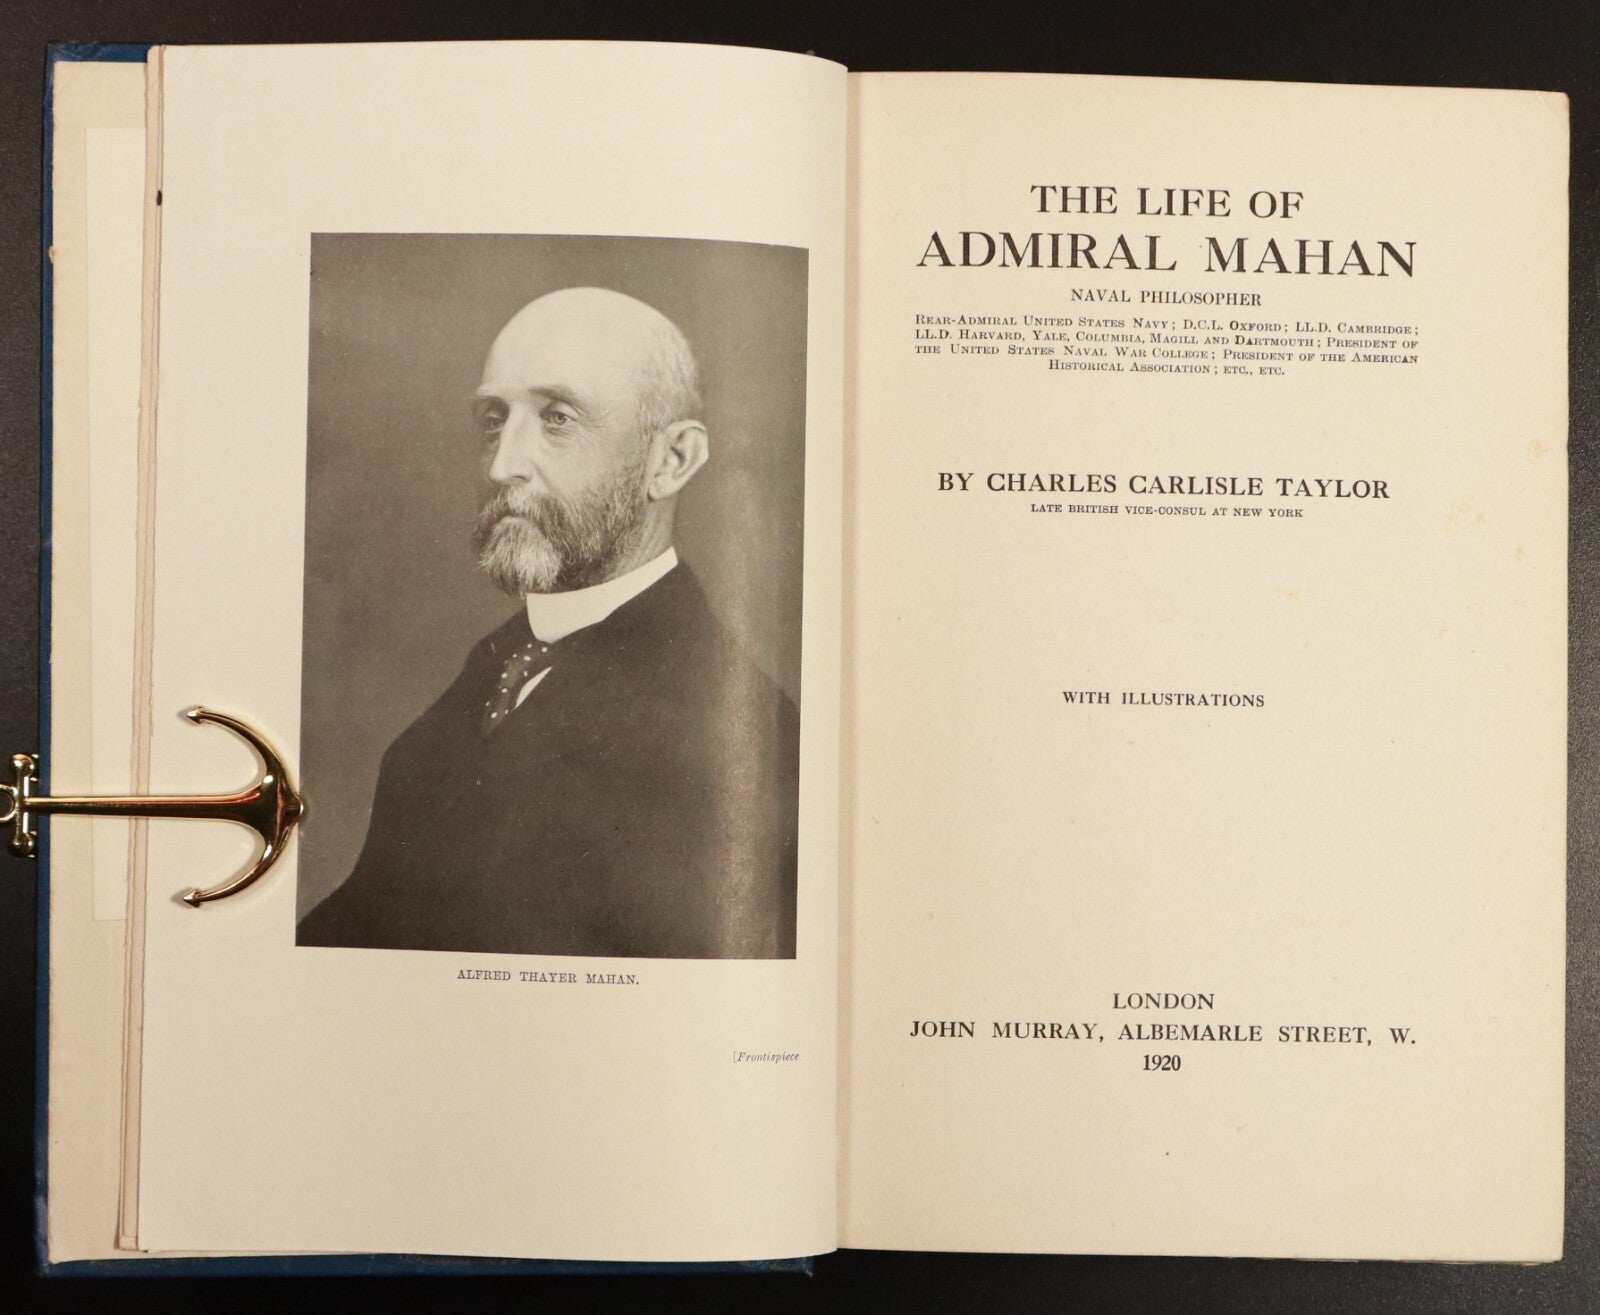 ALFRED THAYER MAHAN.
[Frontispiece
THE LIFE OF
ADMIRAL MAHAN
NAVAL PHILOSOPHER
REAR-ADMIRAL UNITED STATES NAVY; D.C.L. OXFORD; LL.D. CAMBRIDGE;
LL.D. HARVARD, YALE, COLUMBIA, MAGILL AND DARTMOUTH; PRESIDENT OF
THE UNITED STATES NAVAL WAR COLLEGE; PRESIDENT OF THE AMERICAN
HISTORICAL ASSOCIATION; ETC., ETC.
BY CHARLES CARLISLE TAYLOR
LATE BRITISH VICE-CONSUL AT NEW YORK
WITH ILLUSTRATIONS
LONDON
JOHN MURRAY, ALBEMARLE STREET, W.
1920